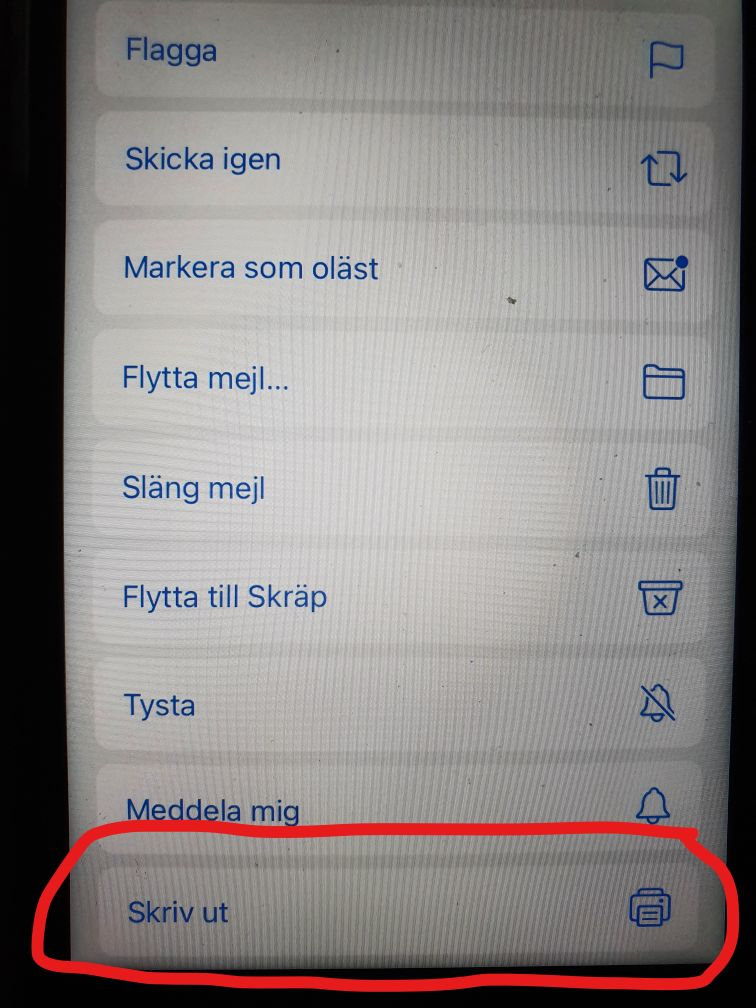 Flagga
Skicka igen
Markera som oläst
Flytta mejl...
Släng mejl
Flytta till Skräp
Tysta
Meddela mig
Skriv ut